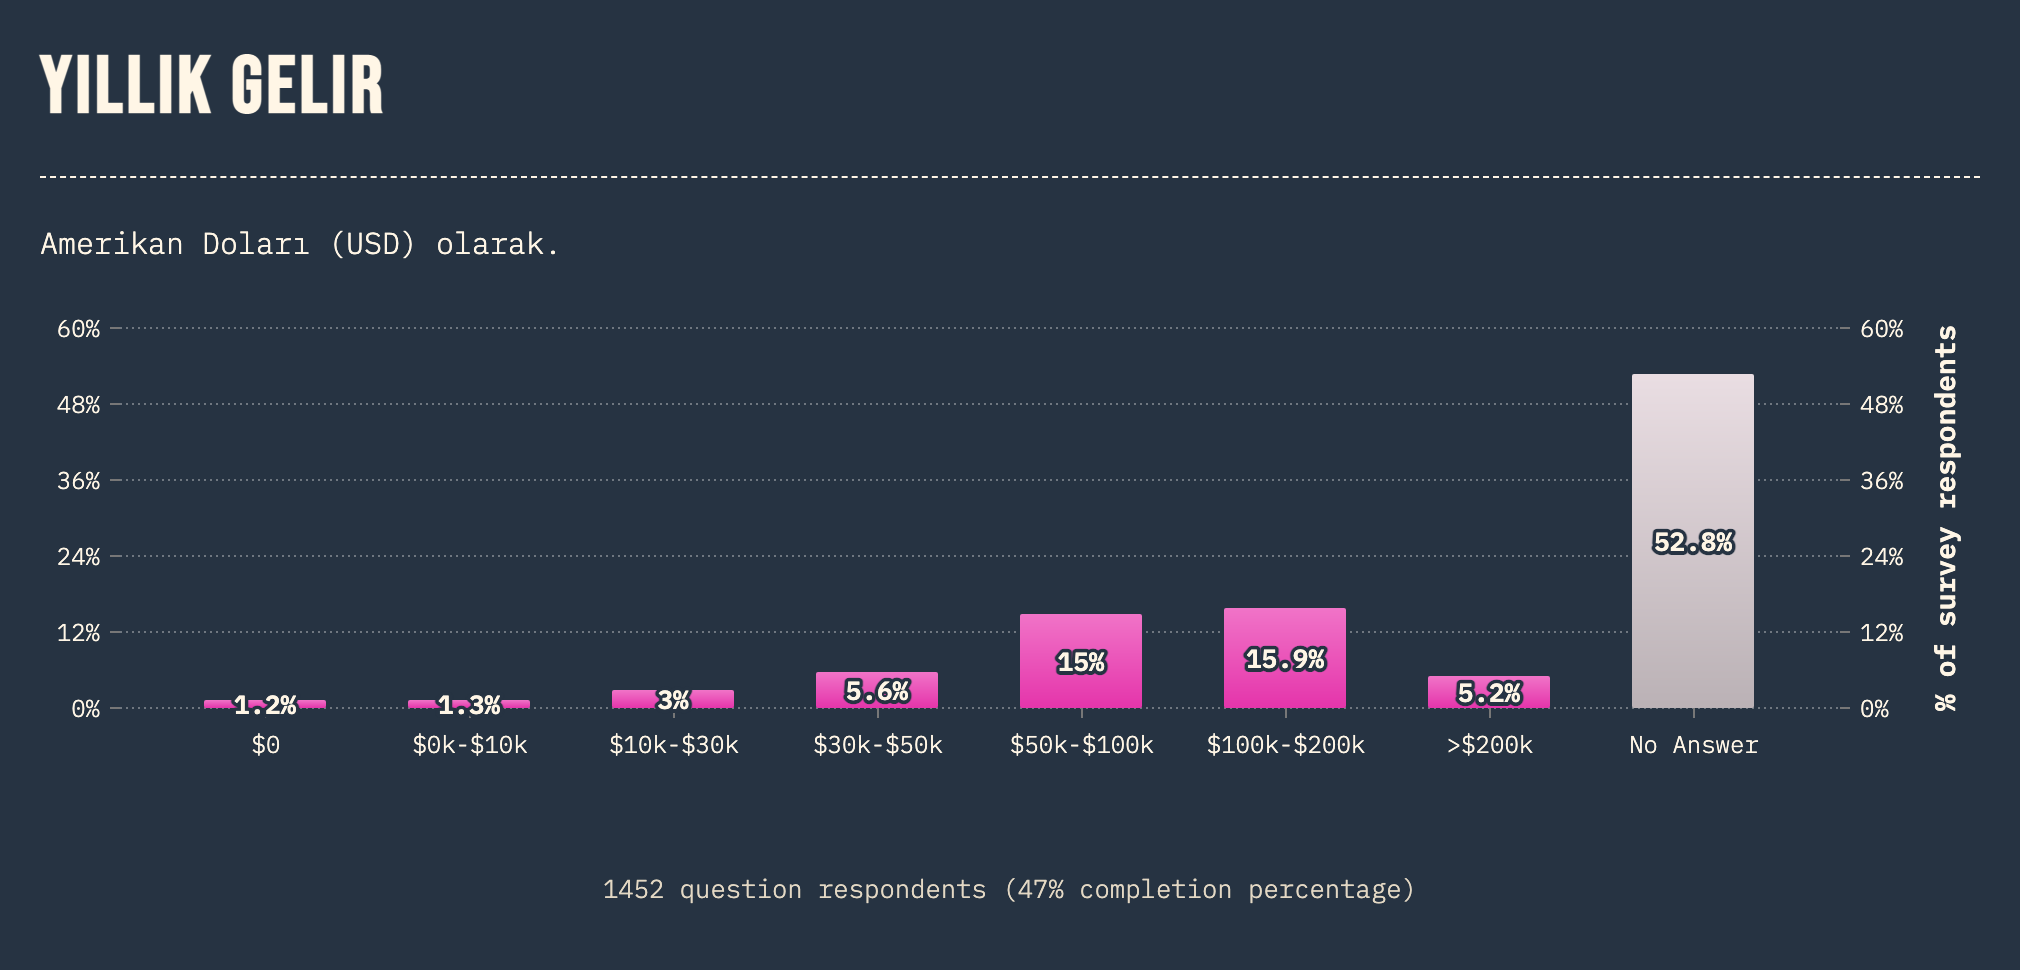 YILLIK GELIR
Amerikan Doları (USD) olarak.
60%
48%
36%
24%
12%
0%
60%
48%
36%
24%
12%
0%
% of survey respondents
1.2%
1.3%
3%
5.6%
15%
15.9%
5.2%
52.8%
$0
$0k-$10k
$10k-$30k
$30k-$50k
$50k-$100k
$100k-$200k
>$200k
No Answer
1452 question respondents (47% completion percentage)